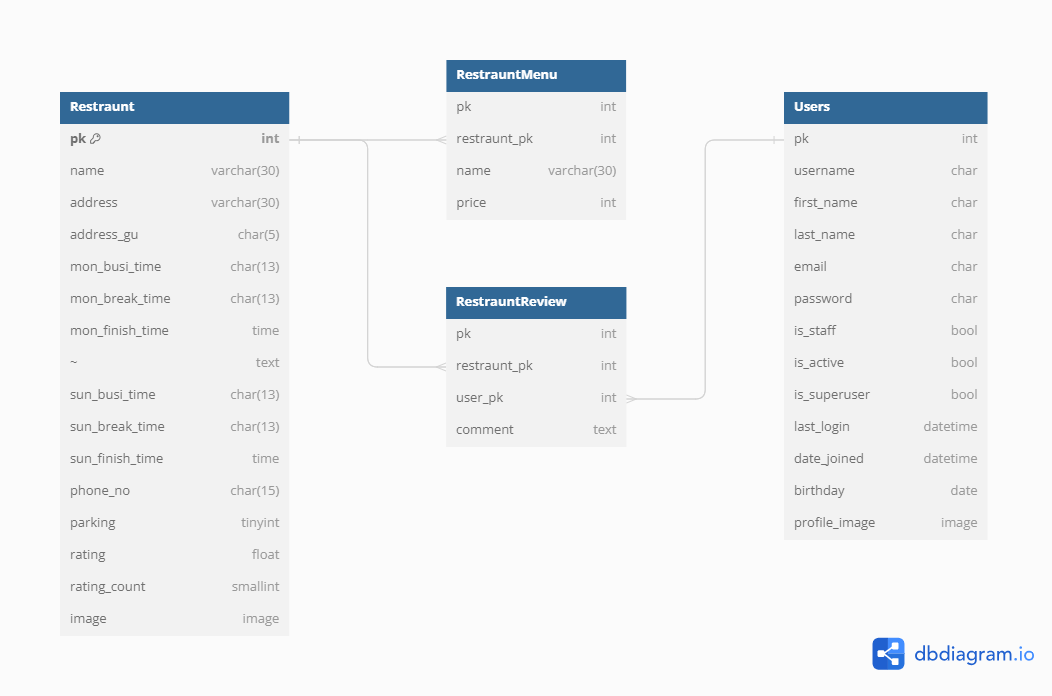 Restraunt
pk int
name varchar(30)
address varchar(30)
address_gu char(5)
mon_busi_time char(13)
mon_break_time char(13)
mon_finish_time time
~ text
sun_busi_time char(13)
sun_break_time char(13)
sun_finish_time time
phone_no char(15)
parking tinyint
rating float
rating_count smallint
image image
RestrauntMenu
pk int
restraunt_pk int
name varchar(30)
price int
RestrauntReview
pk int
restraunt_pk int
user_pk int
comment text
Users
pk int
username char
first_name char
last_name char
email char
password char
is_staff bool
is_active bool
is_superuser bool
last_login datetime
date_joined datetime
birthday date
profile_image image
dbdiagram.io